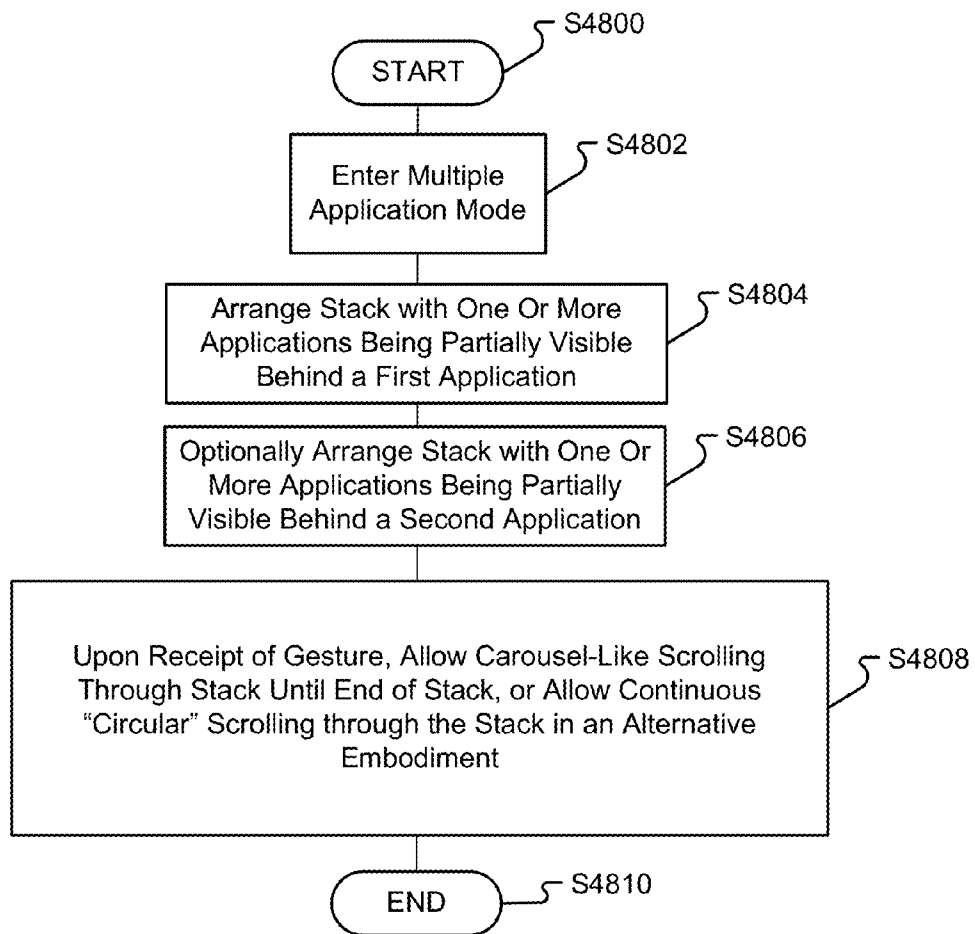 S4800
START
S4802
Enter Multiple
Application Mode
S4804
Arrange Stack with One Or More
Applications Being Partially Visible
Behind a First Application
S4806
Optionally Arrange Stack with One Or
More Applications Being Partially
Visible Behind a Second Application
Upon Receipt of Gesture, Allow Carousel-Like Scrolling
S4808
Through Stack Until End of Stack, or Allow Continuous
“Circular” Scrolling through the Stack in an Alternative
Embodiment
S4810
END